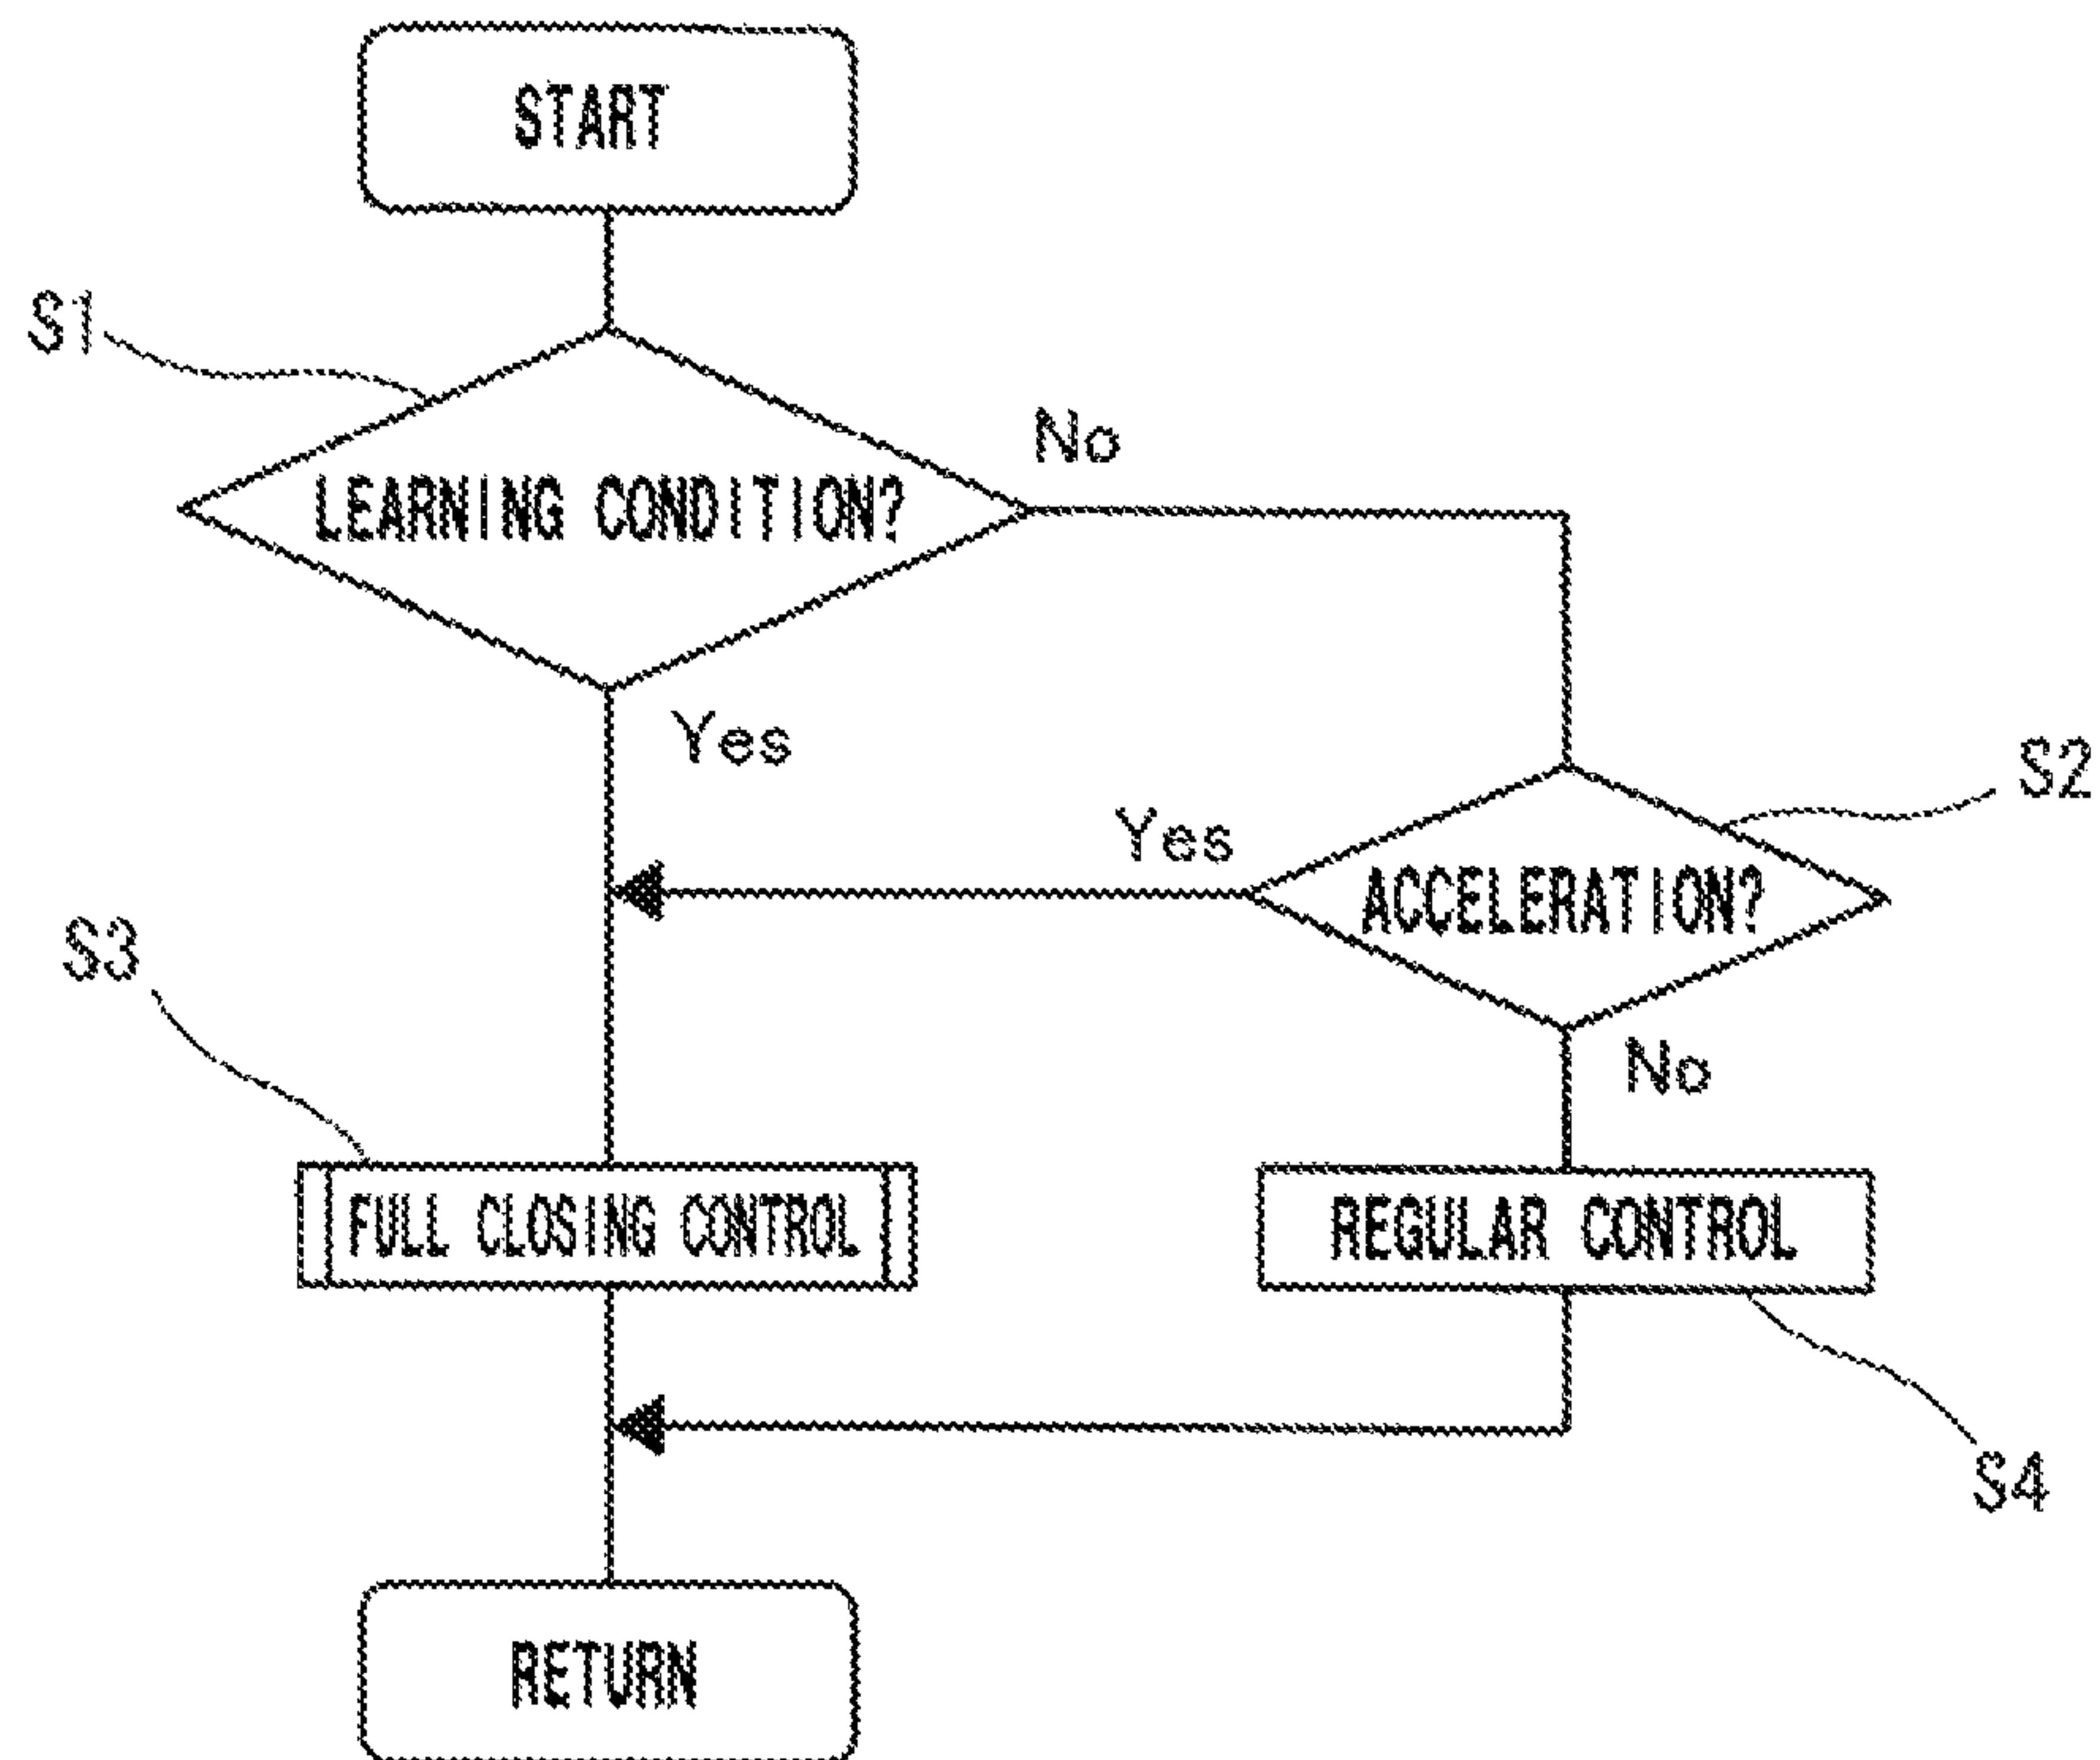 START
S1
No
LEARNING CONDITION?
Yes
S2
Yes
ACCELERATION?
S3
No
FULL CLOSING CONTROL
REGULAR CONTROL
S4
RETURN